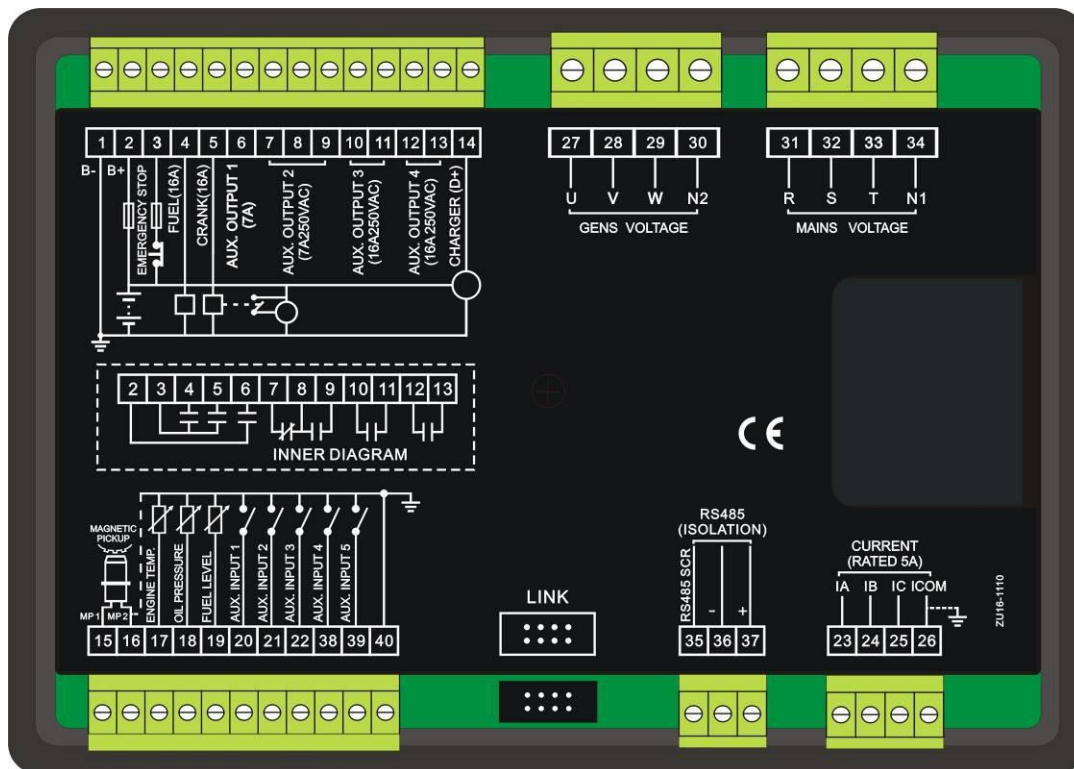 1 2 3 4 5 6 7 8 9 10 11 12 13 14
B- B+
EMERGENCY STOP
FUEL(16A)
CRANK(16A)
AUX. OUTPUT 1
(7A)
AUX. OUTPUT 2
(7A250VAC)
AUX. OUTPUT 3
(16A250VAC)
AUX. OUTPUT 4
(16A 250VAC)
CHARGER (D+)
27 28 29 30
U V W N2
GENS VOLTAGE
31 32 33 34
R S T N1
MAINS VOLTAGE
2 3 4 5 6 7 8 9 10 11 12 13
INNER DIAGRAM
CE
MAGNETIC
PICKUP
MP1 MP2
ENGINE TEMP.
OIL PRESSURE
FUEL LEVEL
AUX. INPUT 1
AUX. INPUT 2
AUX. INPUT 3
AUX. INPUT 4
AUX. INPUT 5
15 16 17 18 19 20 21 22 38 39 40
LINK
RS485
(ISOLATION)
RS485 SCR
- +
35 36 37
CURRENT
(RATED 5A)
IA IB IC ICOM
23 24 25 26
ZU16-1110